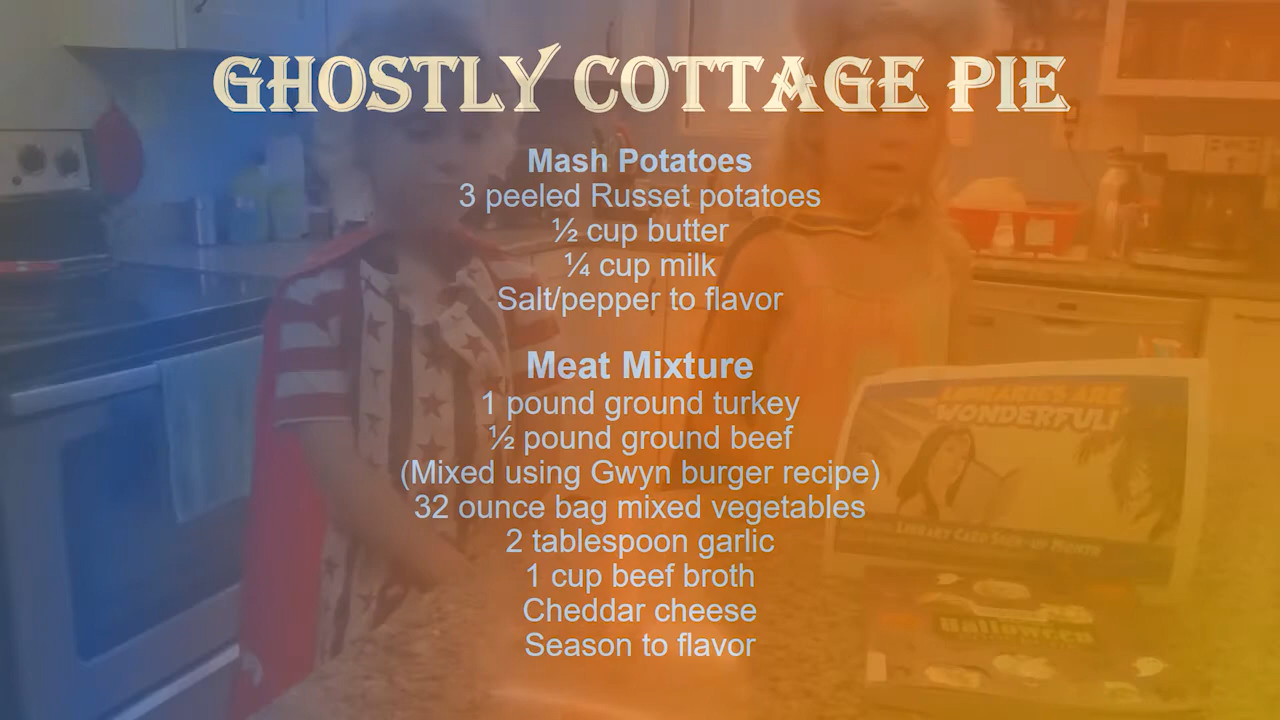 GHOSTLY COTTAGE PIE
Mash Potatoes
3 peeled Russet potatoes
½ cup butter
¼ cup milk
Salt/pepper to flavor
Meat Mixture
1 pound ground turkey
½ pound ground beef
(Mixed using Gwyn burger recipe)
32 ounce bag mixed vegetables
2 tablespoon garlic
1 cup beef broth
Cheddar cheese
Season to flavor
LIBRARIES ARE
WONDERFUL!
LIBRARY CARD SIGN-UP MONTH
Halloween